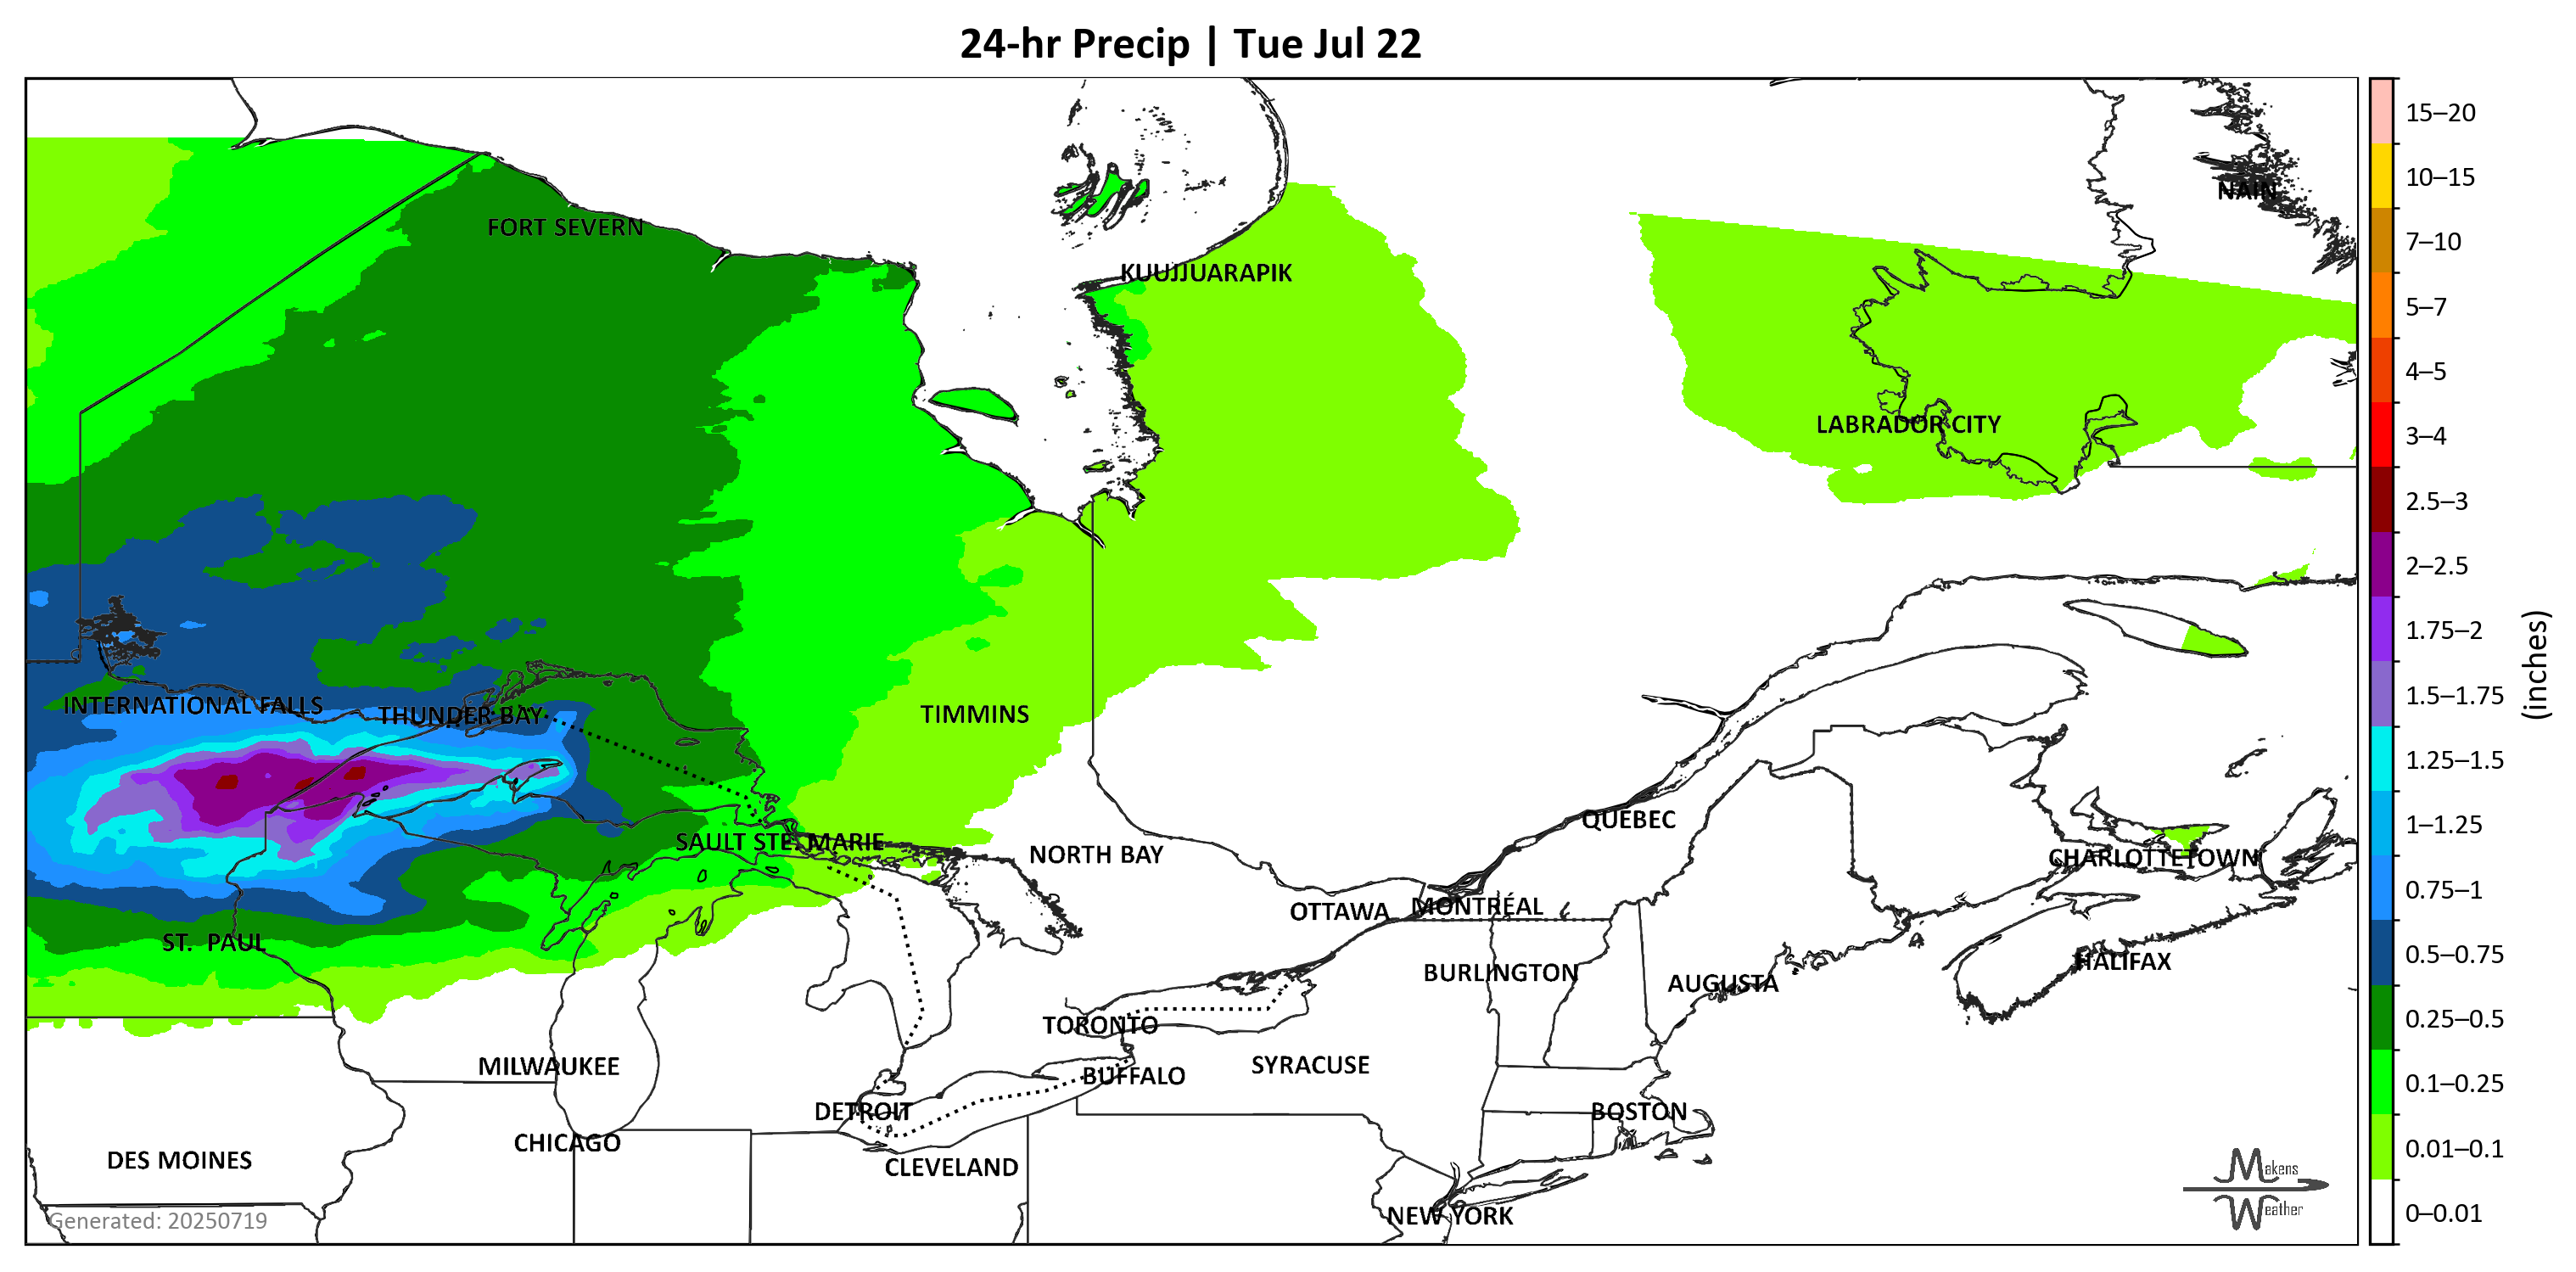 24-hr Precip | Tue Jul 22
15–20
10–15
NAIN
7–10
FORT SEVERN
KUUJJUARAPIK
5–7
4–5
LABRADOR CITY
3–4
2.5–3
2–2.5
1.75–2
(inches)
INTERNATIONAL FALLS
THUNDER BAY
TIMMINS
1.5–1.75
1.25–1.5
QUÉBEC
1–1.25
SAULT STE. MARIE
NORTH BAY
CHARLOTTETOWN
0.75–1
OTTAWA
MONTRÉAL
ST. PAUL
0.5–0.75
HALIFAX
BURLINGTON
AUGUSTA
TORONTO
0.25–0.5
MILWAUKEE
SYRACUSE
BUFFALO
0.1–0.25
DETROIT
BOSTON
CHICAGO
0.01–0.1
DES MOINES
CLEVELAND
Makens
Weather
Generated: 20250719
NEW YORK
0–0.01